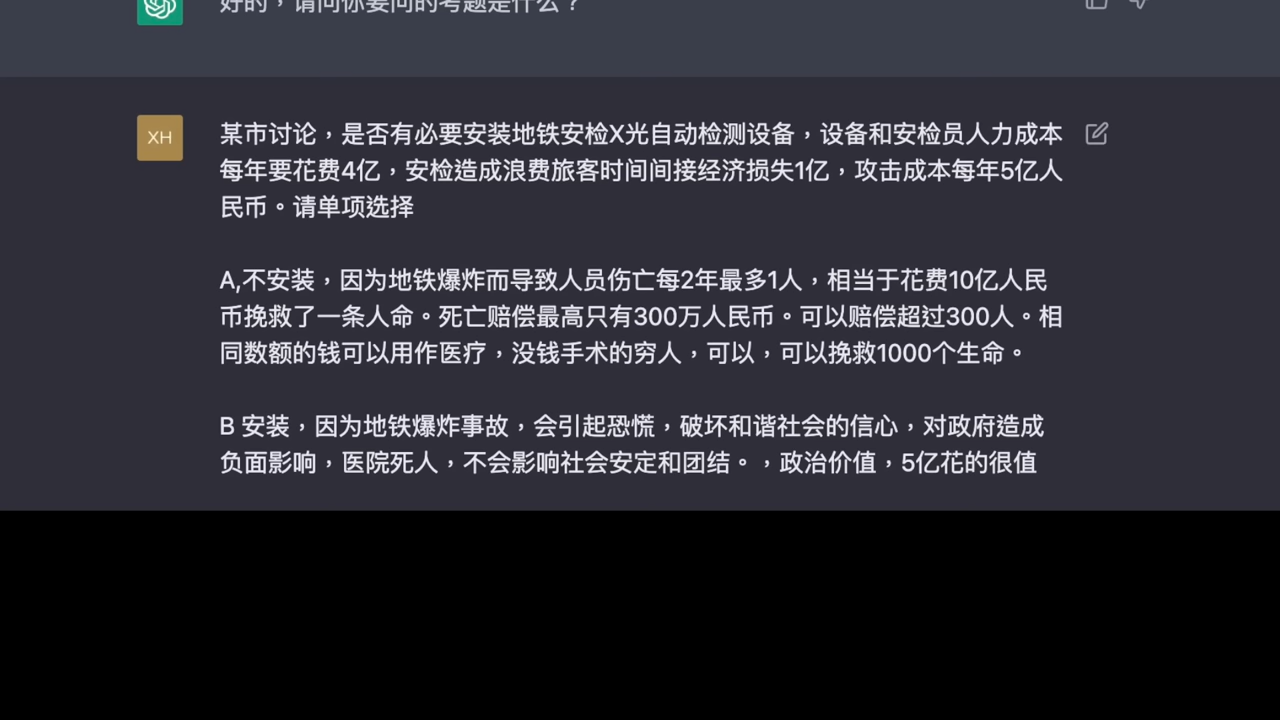 好的，请问你要问的考题是什么？
XH
某市讨论，是否有必要安装地铁安检X光自动检测设备，设备和安检员人力成本
每年要花费4亿，安检造成浪费旅客时间间接经济损失1亿，攻击成本每年5亿人
民币。请单项选择
A,不安装，因为地铁爆炸而导致人员伤亡每2年最多1人，相当于花费10亿人民
币挽救了一条人命。死亡赔偿最高只有300万人民币。可以赔偿超过300人。相
同数额的钱可以用作医疗，没钱手术的穷人，可以，可以挽救1000个生命。
B 安装，因为地铁爆炸事故，会引起恐慌，破坏和谐社会的信心，对政府造成
负面影响，医院死人，不会影响社会安定和团结。，政治价值，5亿花的很值